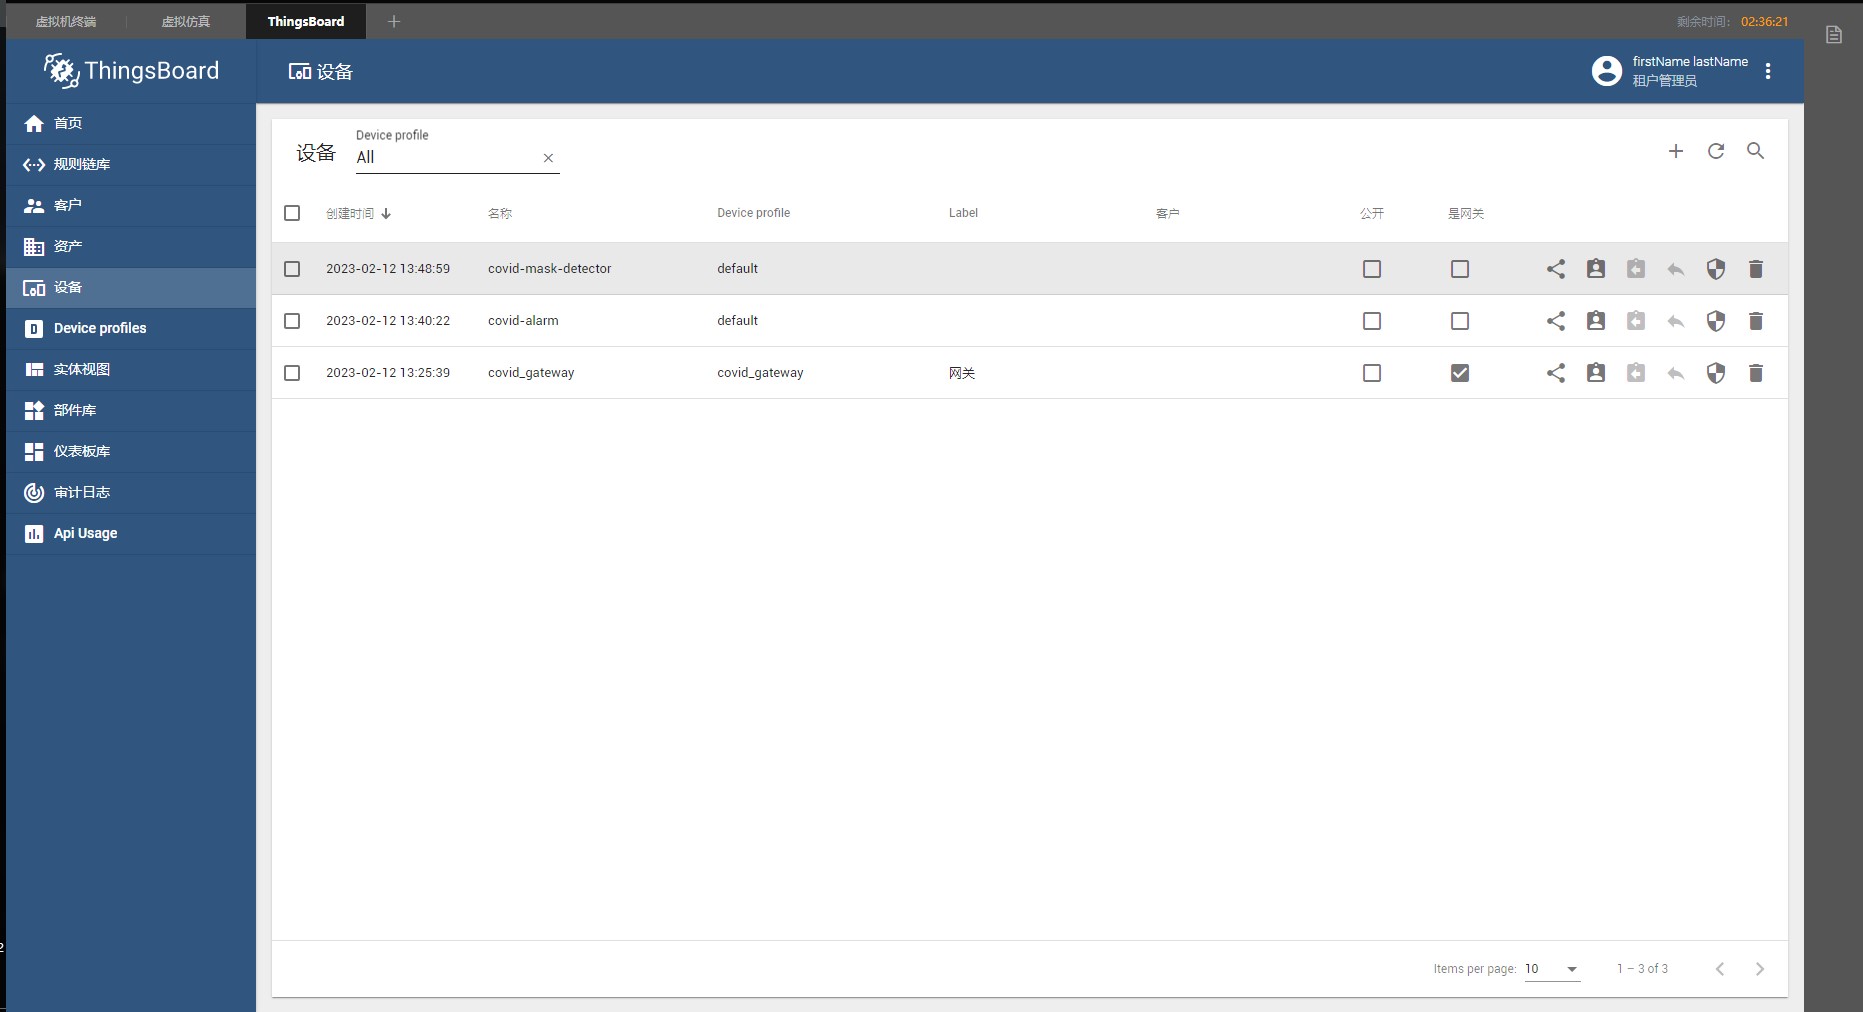 虚拟机终端 虚拟仿真 ThingsBoard
剩余时间: 02:36:21
ThingsBoard
设备
firstName lastName
租户管理员
首页
规则链库
客户
资产
设备
Device profiles
实体视图
部件库
仪表板库
审计日志
Api Usage
设备
Device profile
All
创建时间 名称 Device profile Label 客户 公开 是网关
2023-02-12 13:48:59 covid-mask-detector default
2023-02-12 13:40:22 covid-alarm default
2023-02-12 13:25:39 covid_gateway covid_gateway 网关
Items per page: 10 1 – 3 of 3
2